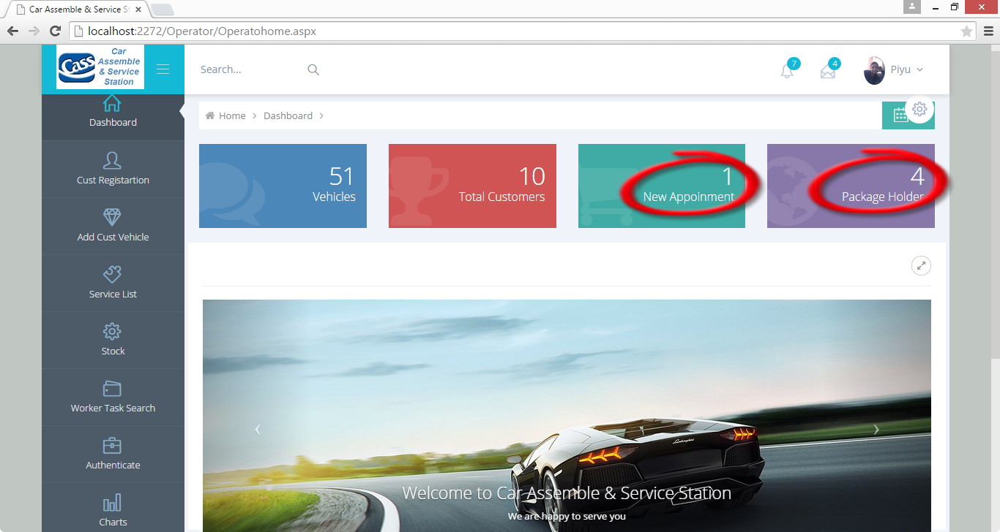 Car Assemble & Service St
localhost:2272/Operator/Operatohome.aspx
Cass
Car
Assemble
& Service
Station
Search...
7
4
Piyu
Dashboard
Home
Dashboard
Cust Registartion
Add Cust Vehicle
Service List
Stock
Worker Task Search
Authenticate
Charts
51
Vehicles
10
Total Customers
1
New Appoinment
4
Package Holder
Lamborghini
Welcome to Car Assemble & Service Station
We are happy to serve you